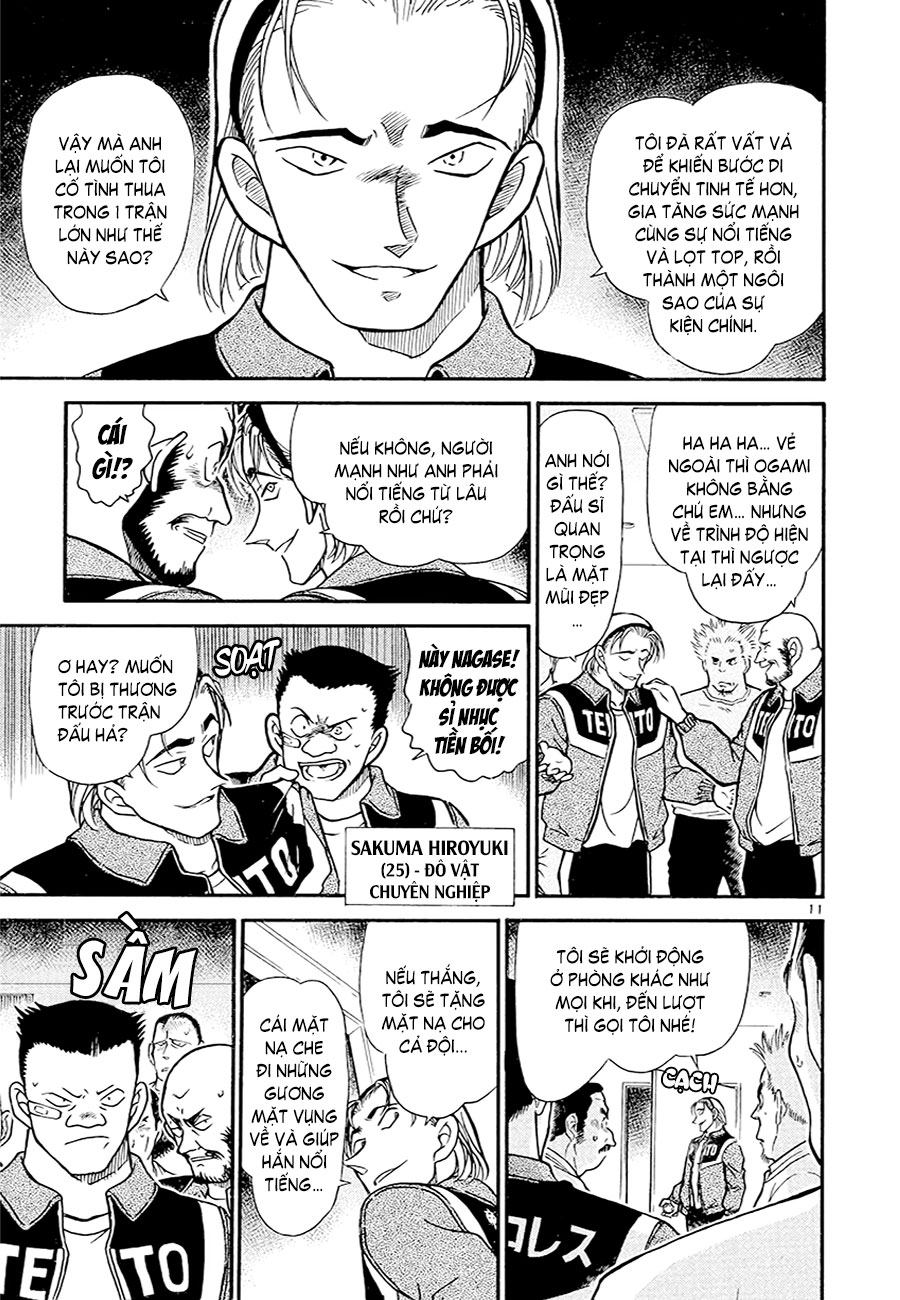 TÔI ĐÃ RẤT VẤT VẢ
ĐỂ KHIẾN BƯỚC DI
CHUYỂN TINH TẾ HƠN,
GIA TĂNG SỨC MẠNH
CÙNG SỰ NỔI TIẾNG
VÀ LỌT TOP, RỒI
THÀNH MỘT NGÔI
SAO CỦA SỰ
KIỆN CHÍNH.
VẬY MÀ ANH
LẠI MUỐN TÔI
CỐ TÌNH THUA
TRONG 1 TRẬN
LỚN NHƯ THẾ
NÀY SAO?
HA HA HA... VẺ
NGOÀI THÌ OGAMI
KHÔNG BẰNG
CHÚ EM... NHƯNG
VỀ TRÌNH ĐỘ HIỆN
TẠI THÌ NGƯỢC
LẠI ĐẤY...
ANH NÓI
GÌ THẾ?
ĐẤU SĨ
QUAN
TRỌNG
LÀ MẶT
MŨI ĐẸP
...
TE TO
TO
NẾU KHÔNG, NGƯỜI
MẠNH NHƯ ANH PHẢI
NỔI TIẾNG TỪ LÂU
RỒI CHỨ?
CÁI
GÌ!?
NÀY NAGASE!
KHÔNG ĐƯỢC
SỈ NHỤC
TIỀN BỐI!
SOẠT
Ơ HAY? MUỐN
TÔI BỊ THƯƠNG
TRƯỚC TRẬN
ĐẤU HẢ?
TO
SAKUMA HIROYUKI
(25) - ĐÔ VẬT
CHUYÊN NGHIỆP
11
TÔI SẼ KHỞI ĐỘNG
Ở PHÒNG KHÁC NHƯ
MỌI KHI, ĐẾN LƯỢT
THÌ GỌI TÔI NHÉ!
CẠCH
TO
ロレス
NẾU THẮNG,
TÔI SẼ TẶNG
MẶT NẠ CHO
CẢ ĐỘI...
CÁI MẶT
NẠ CHE
ĐI NHỮNG
GƯƠNG
MẶT VỤNG
VỀ VÀ GIÚP
HẮN NỔI
TIẾNG...
SẦM
TE TO